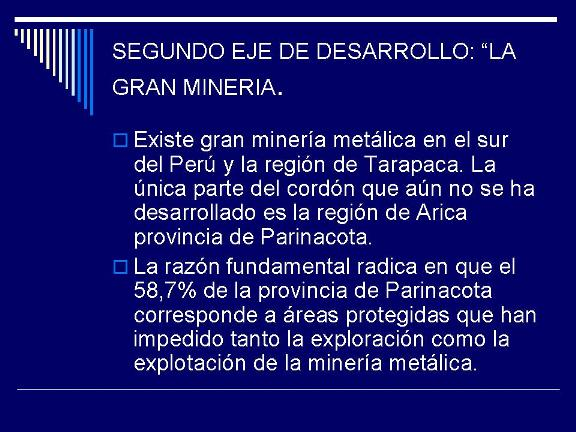 SEGUNDO EJE DE DESARROLLO: “LA
GRAN MINERIA.
Existe gran minería metálica en el sur
del Perú y la región de Tarapaca. La
única parte del cordón que aún no se ha
desarrollado es la región de Arica
provincia de Parinacota.
La razón fundamental radica en que el
58,7% de la provincia de Parinacota
corresponde a áreas protegidas que han
impedido tanto la exploración como la
explotación de la minería metálica.